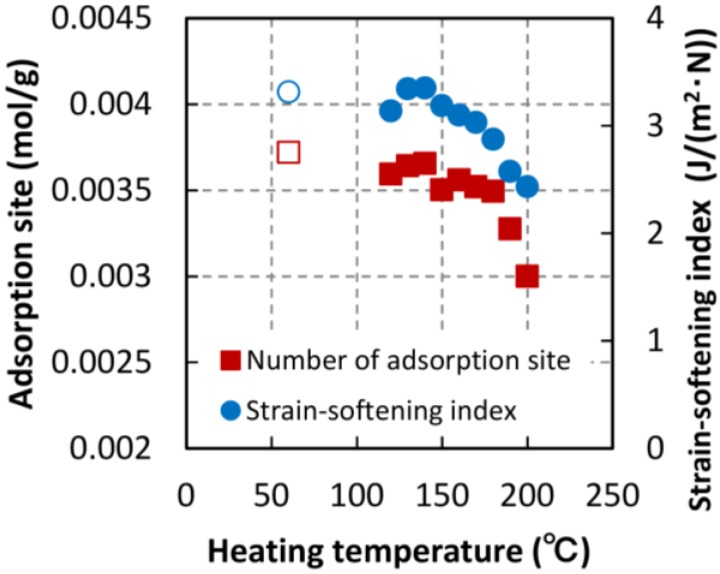 Adsorption site (mol/g)
0.0045
0.004
0.0035
0.003
0.0025
0.002
4
3
2
1
0
Strain-softening index (J/(m²·N))
Number of adsorption site
Strain-softening index
0 50 100 150 200 250
Heating temperature (℃)